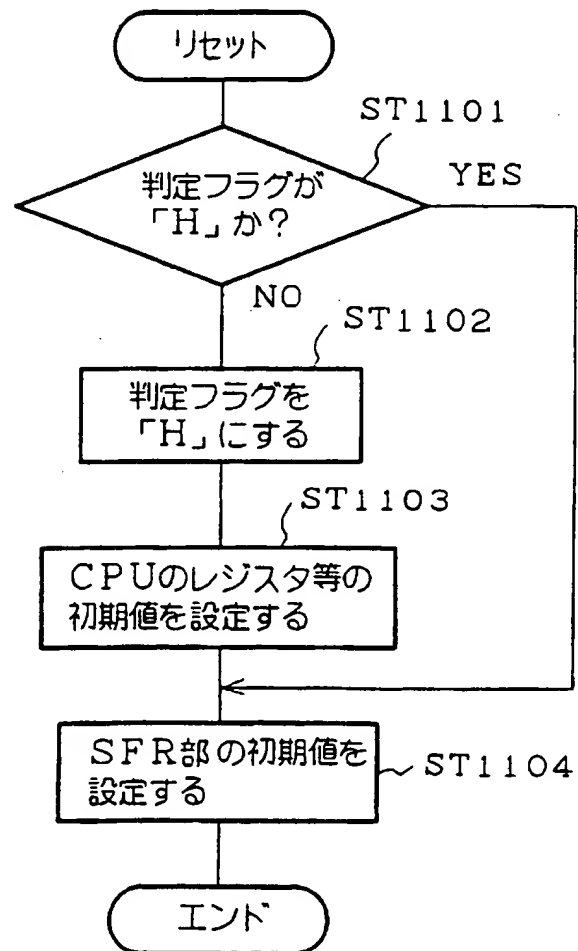 リセット
ST1101
判定フラグが
「H」か?
YES
NO
ST1102
判定フラグを
「H」にする
ST1103
CPUのレジスタ等の
初期値を設定する
SFR部の初期値を
設定する
ST1104
エンド